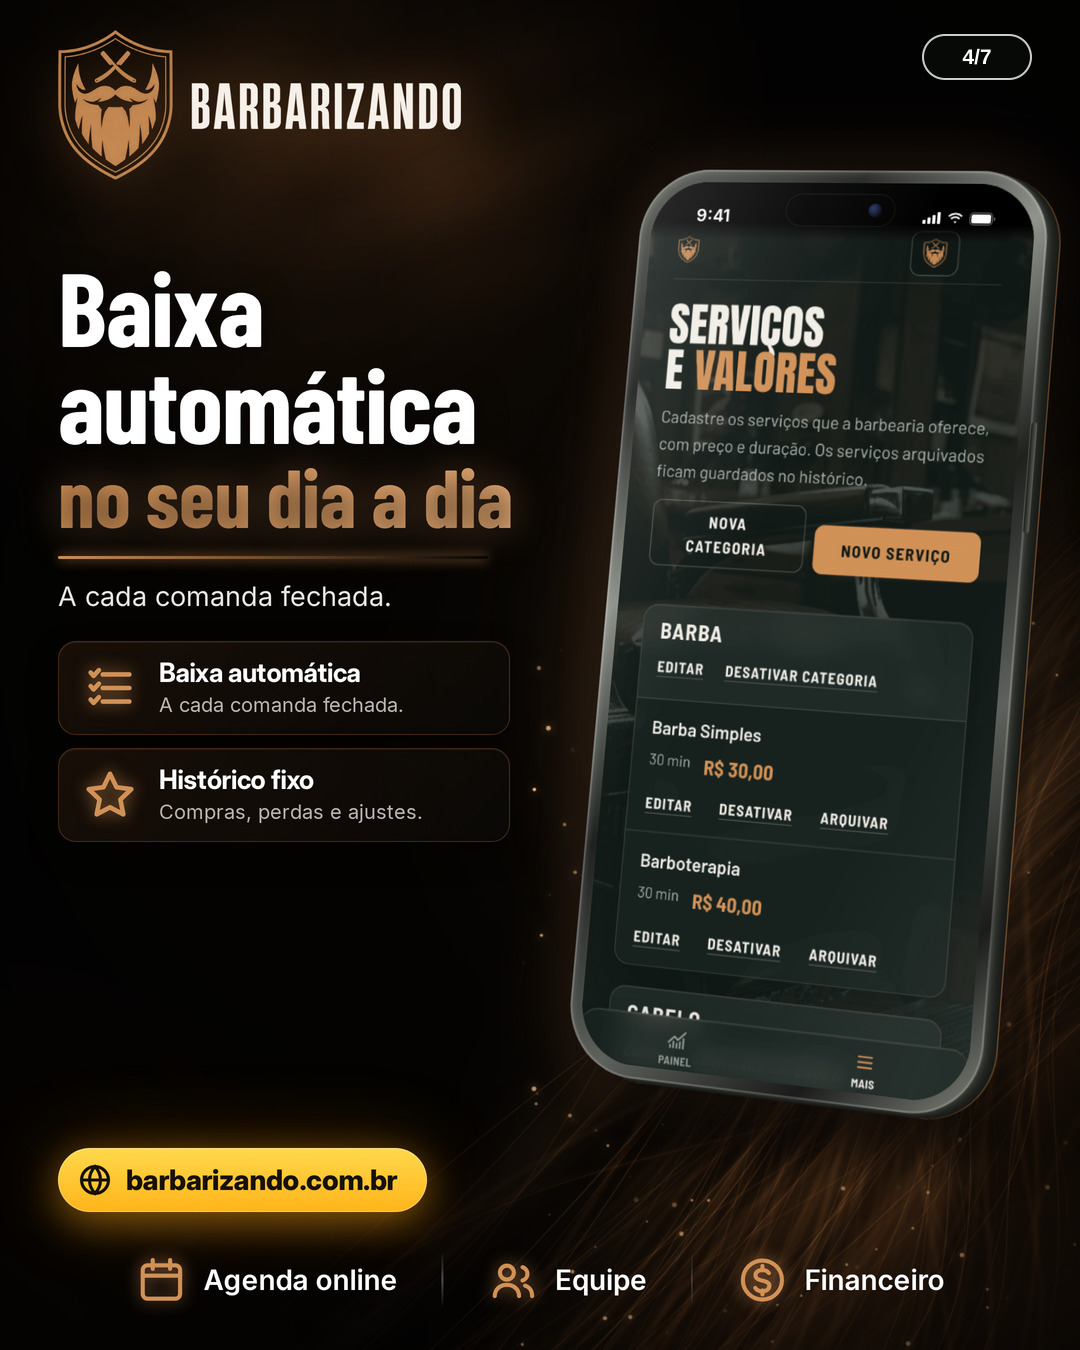 BARBARIZANDO
4/7
Baixa
automática
no seu dia a dia
A cada comanda fechada.
Baixa automática
A cada comanda fechada.
Histórico fixo
Compras, perdas e ajustes.
9:41
SERVIÇOS
E VALORES
Cadastre os serviços que a barbearia oferece,
com preço e duração. Os serviços arquivados
ficam guardados no histórico.
NOVA
CATEGORIA
NOVO SERVIÇO
BARBA
EDITAR DESATIVAR CATEGORIA
Barba Simples
30 min R$ 30,00
EDITAR DESATIVAR ARQUIVAR
Barboterapia
30 min R$ 40,00
EDITAR DESATIVAR ARQUIVAR
CABELO
PAINEL MAIS
barbarizando.com.br
Agenda online Equipe Financeiro